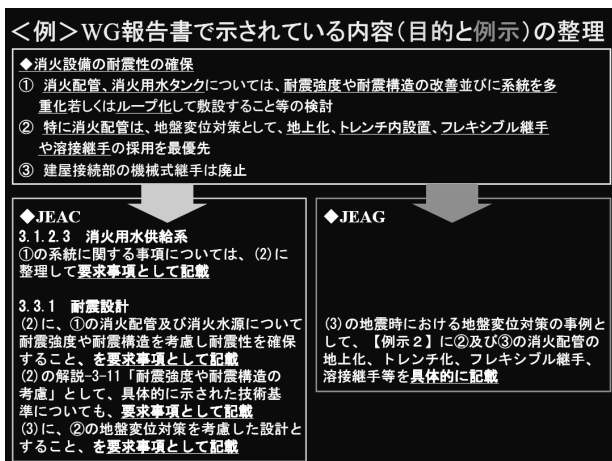 ＜例＞WG報告書で示されている内容（目的と例示）の整理
◆消火設備の耐震性の確保
① 消火配管、消火用水タンクについては、耐震強度や耐震構造の改善並びに系統を多
重化若しくはループ化して敷設すること等の検討
② 特に消火配管は、地盤変位対策として、地上化、トレンチ内設置、フレキシブル継手
や溶接継手の採用を最優先
③ 建屋接続部の機械式継手は廃止
◆JEAC
3.1.2.3 消火用水供給系
①の系統に関する事項については、(2)に
整理して要求事項として記載
3.3.1 耐震設計
(2)に、①の消火配管及び消火水源について
耐震強度や耐震構造を考慮し耐震性を確保
すること、を要求事項として記載
(2)の解説-3-11「耐震強度や耐震構造の
考慮」として、具体的に示された技術基
準についても、要求事項として記載
(3)に、②の地盤変位対策を考慮した設計と
すること、を要求事項として記載
◆JEAG
(3)の地震時における地盤変位対策の事例と
して、【例示２】に②及び③の消火配管の
地上化、トレンチ化、フレキシブル継手、
溶接継手等を具体的に記載